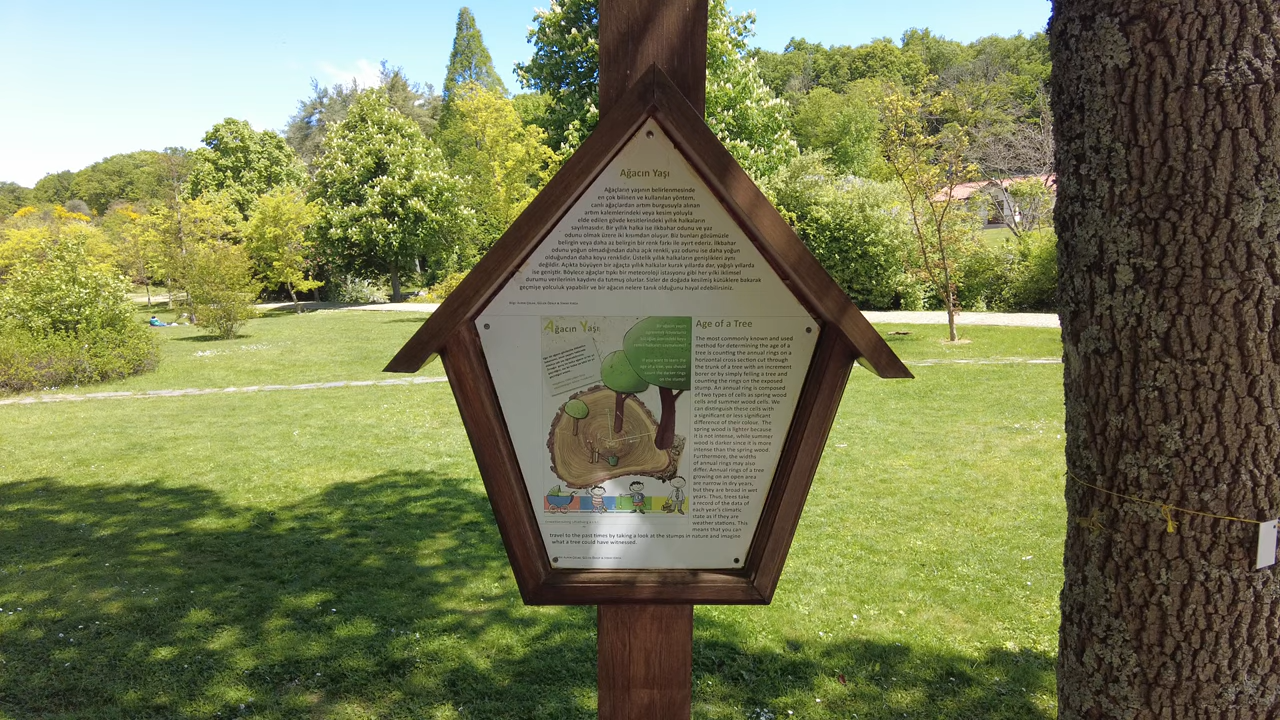 Ağacın Yaşı
Ağaçların yaşının belirlenmesinde
en çok bilinen ve kullanılan yöntem,
canlı ağaçlardan artım burgusuyla alınan
artım kalemlerindeki veya kesim yoluyla
elde edilen gövde kesitlerindeki yıllık halkaların
sayılmasıdır. Bir yıllık halka ise ilkbahar odunu ve yaz
odunu olmak üzere iki kısımdan oluşur. Biz bunları gözümüzle
belirgin veya daha az belirgin bir renk farkı ile ayırt ederiz. İlkbahar
odunu yoğun olmadığından daha açık renkli, yaz odunu ise daha yoğun
olduğundan daha koyu renklidir. Üstelik yıllık halkaların genişlikleri aynı
değildir. Açıkta büyüyen bir ağaçta yıllık halkalar kurak yıllarda dar, yağışlı yıllarda
ise geniştir. Böylece ağaçlar tıpkı bir meteoroloji istasyonu gibi her yılki iklimsel
durumu verilerinin kaydını da tutmuş olurlar. Sizler de doğada kesilmiş kütüklere bakarak
geçmişe yolculuk yapabilir ve bir ağacın nelere tanık olduğunu hayal edebilirsiniz.
Ağacın Yaşı
Age of a Tree
The most commonly known and used
method for determining the age of a
tree is counting the annual rings on a
horizontal cross section cut through
the trunk of a tree with an increment
borer or by simply felling a tree and
counting the rings on the exposed
stump. An annual ring is composed
of two types of cells as spring wood
cells and summer wood cells. We
can distinguish these cells with
a significant or less significant
difference of their colour. The
spring wood is lighter because
it is not intense, while summer
wood is darker since it is more
intense than the spring wood.
Furthermore, the widths
of annual rings may also
differ. Annual rings of a tree
growing on an open area
are narrow in dry years,
but they are broad in wet
years. Thus, trees take
a record of the data of
each year's climatic
state as if they are
weather stations. This
means that you can
travel to the past times by taking a look at the stumps in nature and imagine
what a tree could have witnessed.